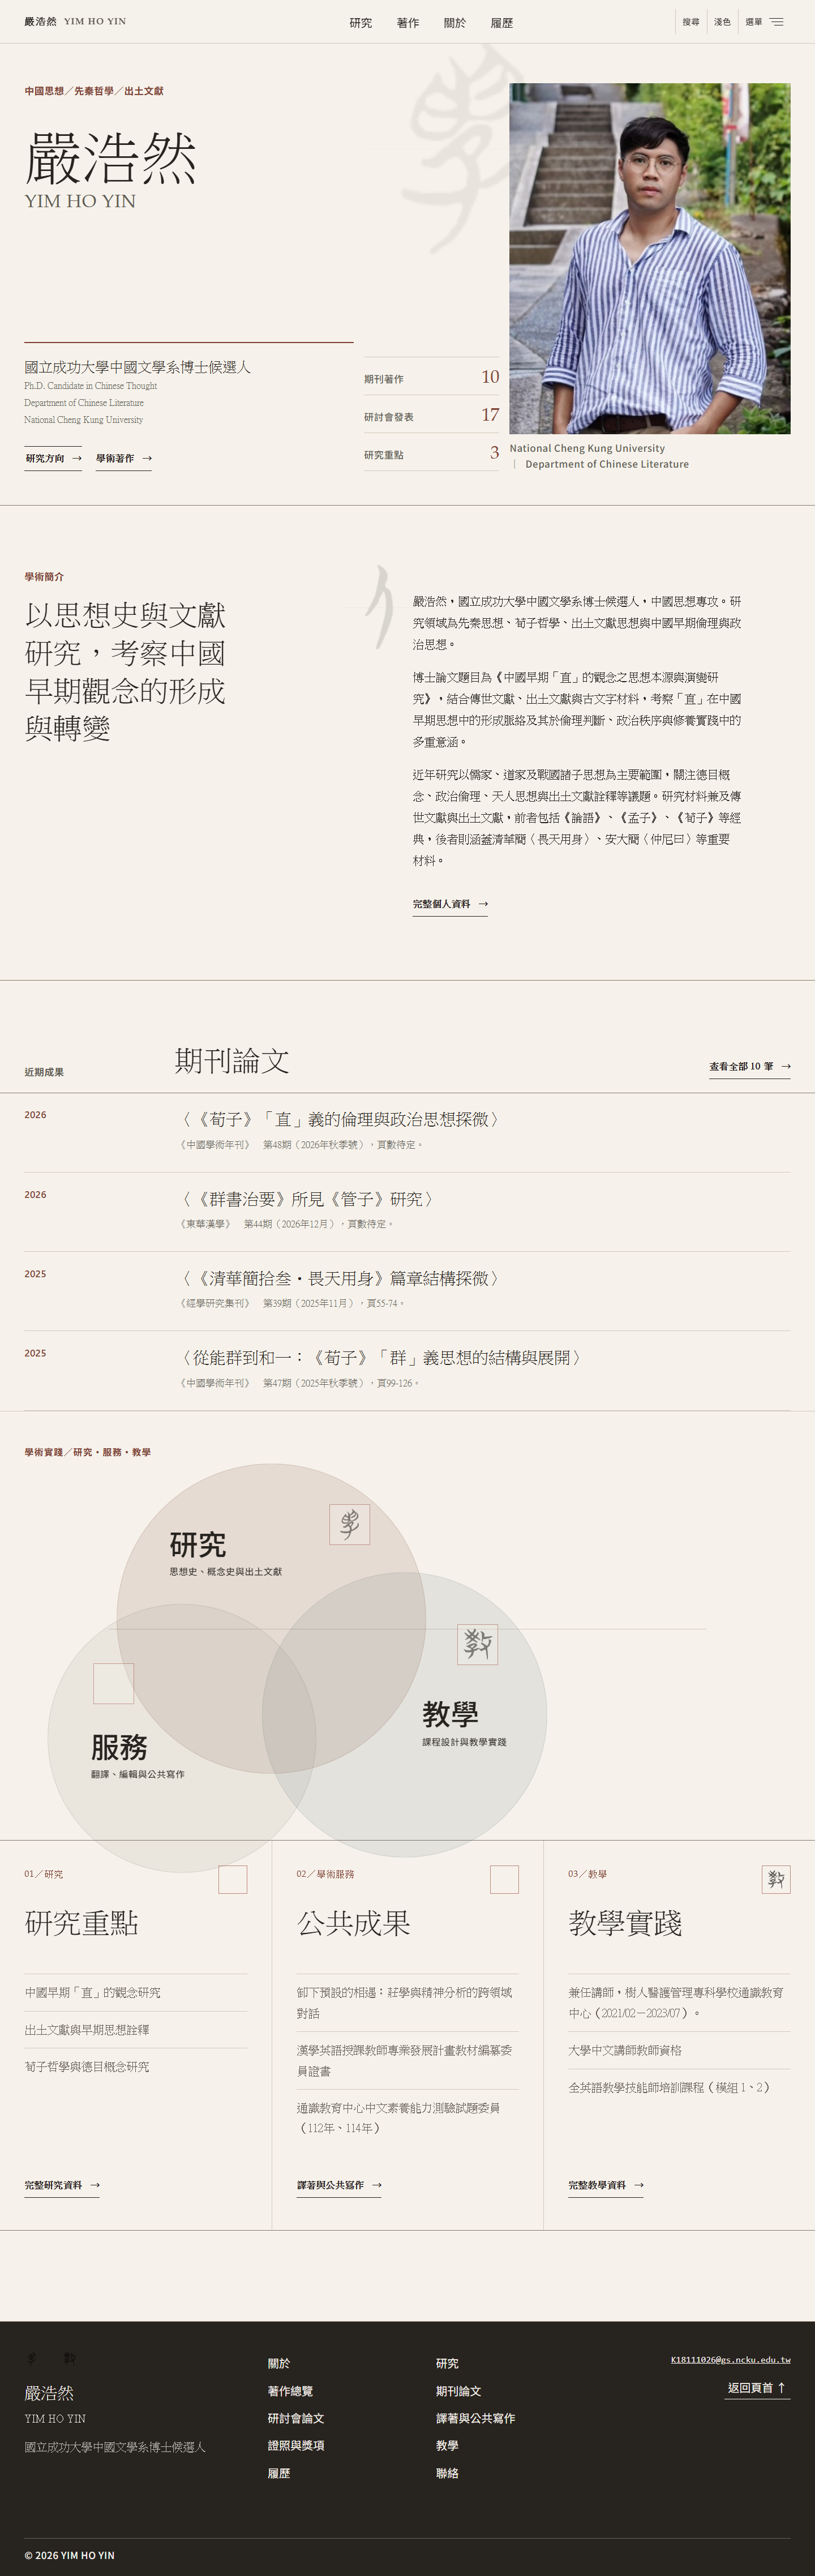 嚴浩然 YIM HO YIN
研究 著作 關於 履歷
搜尋 淺色 選單
中國思想／先秦哲學／出土文獻
嚴浩然
YIM HO YIN
國立成功大學中國文學系博士候選人
Ph.D. Candidate in Chinese Thought
Department of Chinese Literature
National Cheng Kung University
研究方向 →
學術著作 →
期刊著作 10
研討會發表 17
研究重點 3
National Cheng Kung University
｜ Department of Chinese Literature
學術簡介
以思想史與文獻
研究，考察中國
早期觀念的形成
與轉變
嚴浩然，國立成功大學中國文學系博士候選人，中國思想專攻。研
究領域為先秦思想、荀子哲學、出土文獻思想與中國早期倫理與政
治思想。
博士論文題目為《中國早期「直」的觀念之思想本源與演變研
究》，結合傳世文獻、出土文獻與古文字材料，考察「直」在中國
早期思想中的形成脈絡及其於倫理判斷、政治秩序與修養實踐中的
多重意涵。
近年研究以儒家、道家及戰國諸子思想為主要範圍，關注德目概
念、政治倫理、天人思想與出土文獻詮釋等議題。研究材料兼及傳
世文獻與出土文獻，前者包括《論語》、《孟子》、《荀子》等經
典，後者則涵蓋清華簡〈畏天用身〉、安大簡〈仲尼曰〉等重要
材料。
完整個人資料 →
近期成果
期刊論文
查看全部 10 筆 →
2026
〈《荀子》「直」義的倫理與政治思想探微〉
《中國學術年刊》 第48期（2026年秋季號），頁數待定。
2026
〈《群書治要》所見《管子》研究〉
《東華漢學》 第44期（2026年12月），頁數待定。
2025
〈《清華簡拾叁・畏天用身》篇章結構探微〉
《經學研究集刊》 第39期（2025年11月），頁55-74。
2025
〈從能群到和一：《荀子》「群」義思想的結構與展開〉
《中國學術年刊》 第47期（2025年秋季號），頁99-126。
學術實踐／研究・服務・教學
研究
思想史、概念史與出土文獻
教學
課程設計與教學實踐
服務
翻譯、編輯與公共寫作
01／研究
研究重點
中國早期「直」的觀念研究
出土文獻與早期思想詮釋
荀子哲學與德目概念研究
完整研究資料 →
02／學術服務
公共成果
卸下預設的相遇：莊學與精神分析的跨領域
對話
漢學英語授課教師專業發展計畫教材編纂委
員證書
通識教育中心中文素養能力測驗試題委員
（112年、114年）
譯著與公共寫作 →
03／教學
教學實踐
兼任講師，樹人醫護管理專科學校通識教育
中心（2021/02－2023/07）。
大學中文講師教師資格
全英語教學技能師培訓課程（模組 1、2）
完整教學資料 →
嚴浩然
YIM HO YIN
國立成功大學中國文學系博士候選人
關於
著作總覽
研討會論文
證照與獎項
履歷
研究
期刊論文
譯著與公共寫作
教學
聯絡
K18111026@gs.ncku.edu.tw
返回頁首 ↑
© 2026 YIM HO YIN